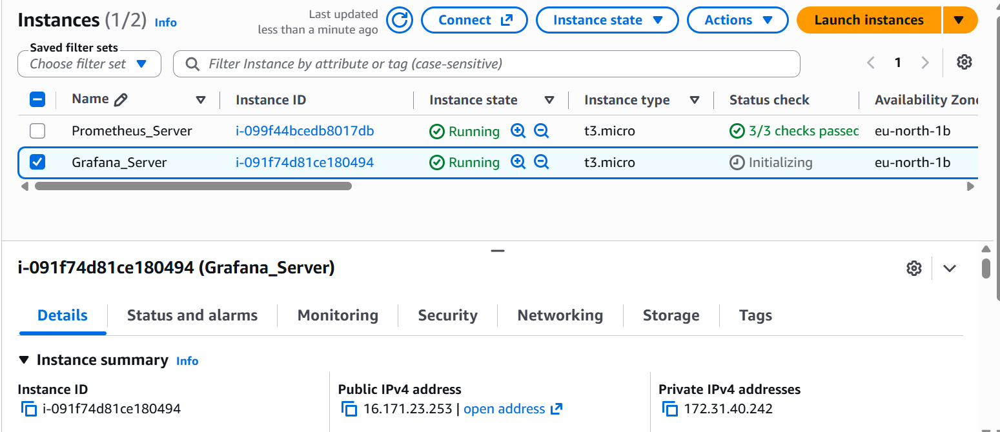 Instances (1/2) Info
Last updated
less than a minute ago
Connect
Instance state
Actions
Launch instances
Saved filter sets
Choose filter set
Filter Instance by attribute or tag (case-sensitive)
1
Name Instance ID Instance state Instance type Status check Availability Zon
Prometheus_Server i-099f44bcedb8017db Running t3.micro 3/3 checks passed eu-north-1b
Grafana_Server i-091f74d81ce180494 Running t3.micro Initializing eu-north-1b
i-091f74d81ce180494 (Grafana_Server)
Details Status and alarms Monitoring Security Networking Storage Tags
Instance summary Info
Instance ID Public IPv4 address Private IPv4 addresses
i-091f74d81ce180494 16.171.23.253 | open address 172.31.40.242